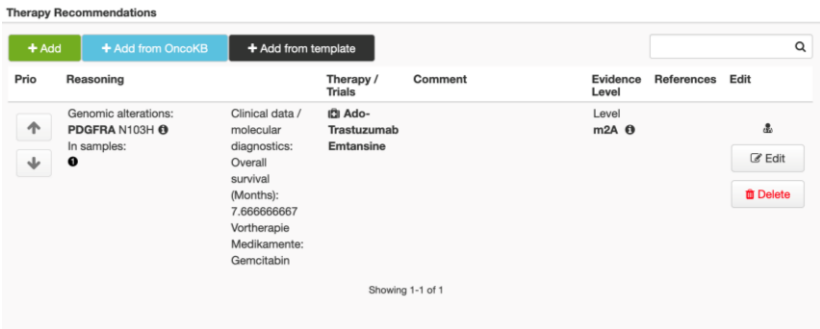 Therapy Recommendations
+ Add
+ Add from OncoKB
+ Add from template
Prio
Reasoning
Therapy /
Trials
Comment
Evidence
Level
References
Edit
Genomic alterations:
PDGFRA N103H
In samples:
1
Clinical data /
molecular
diagnostics:
Overall
survival
(Months):
7.666666667
Vortherapie
Medikamente:
Gemcitabin
Ado-
Trastuzumab
Emtansine
Level
m2A
Edit
Delete
Showing 1-1 of 1